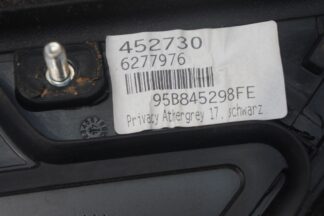 452730
6277976
95B845298FE
Privacy Athergrey 17. Schwarz